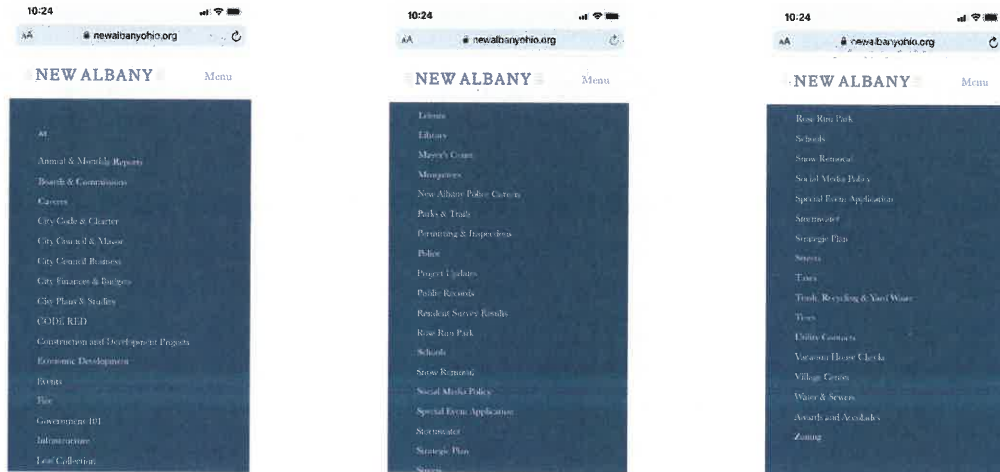 10:24
AA newalbanyohio.org
NEW ALBANY Menu
All
Annual & Monthly Reports
Boards & Commissions
Careers
City Code & Charter
City Council & Mayor
City Council Business
City Finances & Budgets
City Plans & Studies
CODE RED
Construction and Development Projects
Economic Development
Events
Fire
Government 101
Infrastructure
Leaf Collection
10:24
AA newalbanyohio.org
NEW ALBANY Menu
Leisure
Library
Mayor's Court
Mosquitoes
New Albany Police Careers
Parks & Trails
Permitting & Inspections
Police
Project Updates
Public Records
Resident Survey Results
Rose Run Park
Schools
Snow Removal
Social Media Policy
Special Event Application
Stormwater
Strategic Plan
Streets
10:24
AA newalbanyohio.org
NEW ALBANY Menu
Rose Run Park
Schools
Snow Removal
Social Media Policy
Special Event Application
Stormwater
Strategic Plan
Streets
Taxes
Trash, Recycling & Yard Waste
Trees
Utility Contacts
Vacation House Checks
Village Center
Water & Sewers
Awards and Accolades
Zoning